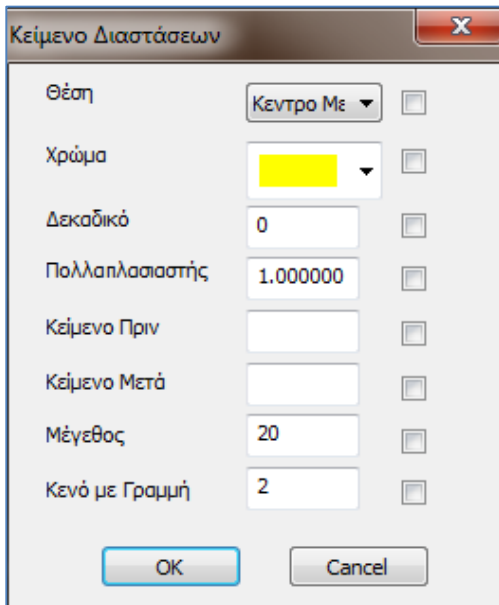 Κείμενο Διαστάσεων
Θέση Κεντρο Με
Χρώμα
Δεκαδικό 0
Πολλαπλασιαστής 1.000000
Κείμενο Πριν
Κείμενο Μετά
Μέγεθος 20
Κενό με Γραμμή 2
OK Cancel